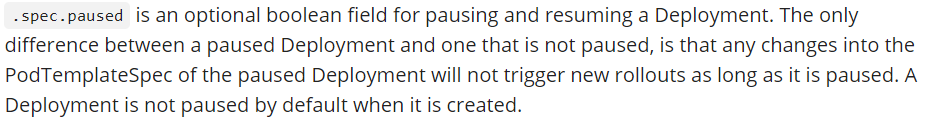 .spec.paused is an optional boolean field for pausing and resuming a Deployment. The only
difference between a paused Deployment and one that is not paused, is that any changes into the
PodTemplateSpec of the paused Deployment will not trigger new rollouts as long as it is paused. A
Deployment is not paused by default when it is created.